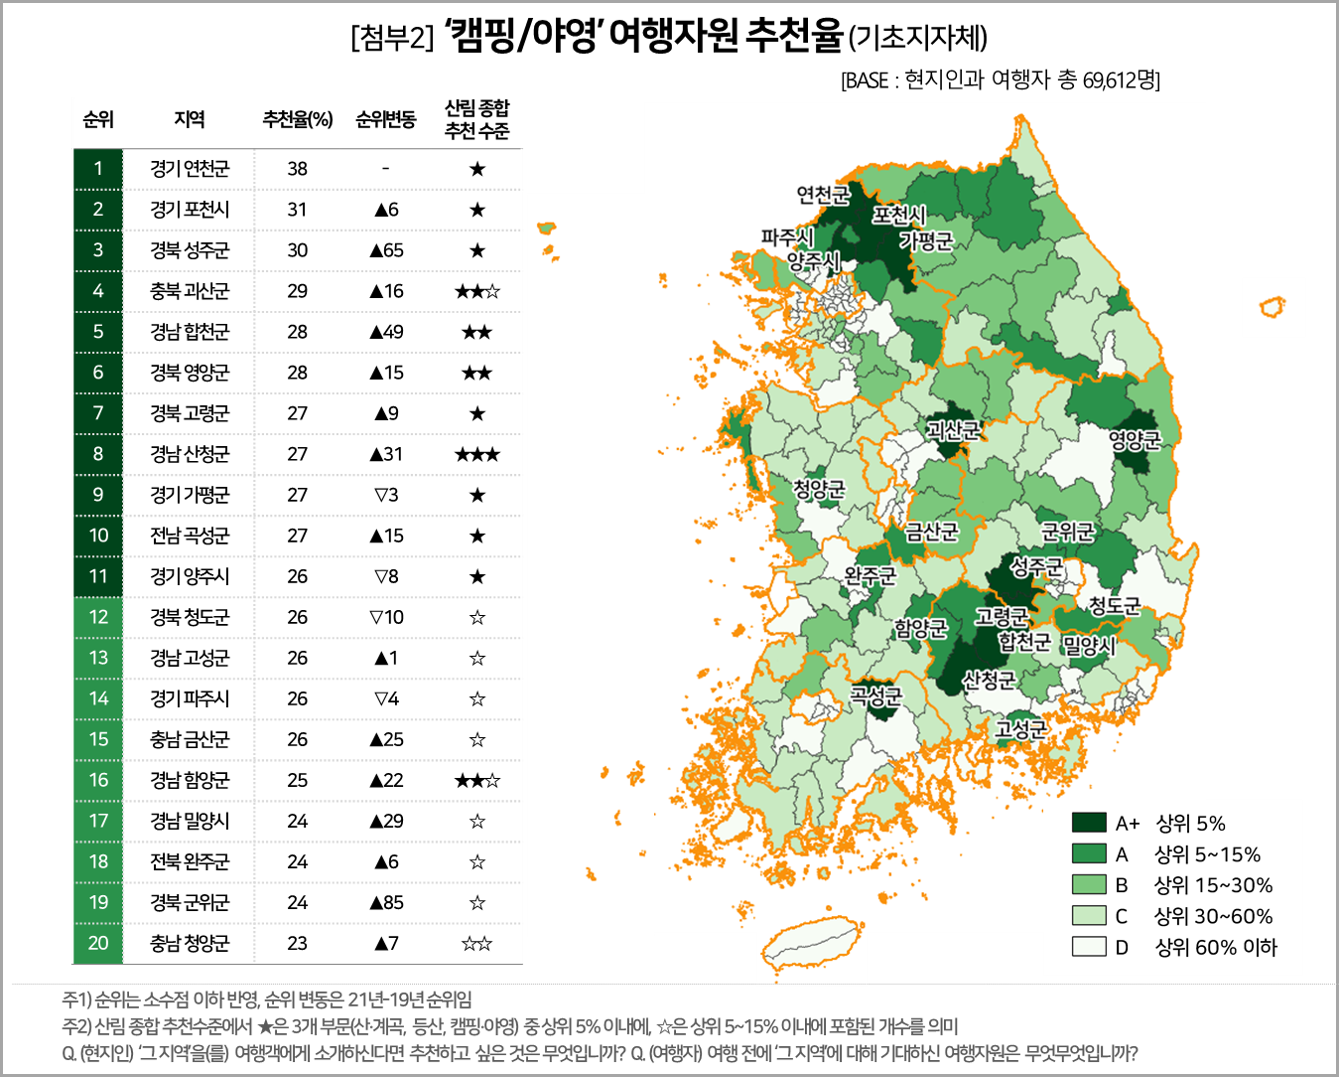 [첨부2] ‘캠핑/야영’ 여행자원 추천율 (기초지자체)
[BASE : 현지인과 여행자 총 69,612명]
순위 지역 추천율(%) 순위변동 산림 종합 추천 수준
1 경기 연천군 38 - ★
2 경기 포천시 31 ▲6 ★
3 경북 성주군 30 ▲65 ★
4 충북 괴산군 29 ▲16 ★★☆
5 경남 합천군 28 ▲49 ★★
6 경북 영양군 28 ▲15 ★★
7 경북 고령군 27 ▲9 ★
8 경남 산청군 27 ▲31 ★★★
9 경기 가평군 27 ▽3 ★
10 전남 곡성군 27 ▲15 ★
11 경기 양주시 26 ▽8 ★
12 경북 청도군 26 ▽10 ☆
13 경남 고성군 26 ▲1 ☆
14 경기 파주시 26 ▽4 ☆
15 충남 금산군 26 ▲25 ☆
16 경남 함양군 25 ▲22 ★★☆
17 경남 밀양시 24 ▲29 ☆
18 전북 완주군 24 ▲6 ☆
19 경북 군위군 24 ▲85 ☆
20 충남 청양군 23 ▲7 ☆☆
연천군
포천시
파주시
가평군
양주시
괴산군
영양군
청양군
금산군
군위군
성주군
완주군
청도군
고령군
함양군
합천군
밀양시
산청군
곡성군
고성군
A+ 상위 5%
A 상위 5~15%
B 상위 15~30%
C 상위 30~60%
D 상위 60% 이하
주1) 순위는 소수점 이하 반영, 순위 변동은 21년-19년 순위임
주2) 산림 종합 추천수준에서 ★은 3개 부문(산·계곡, 등산, 캠핑·야영) 중 상위 5% 이내에, ☆은 상위 5~15% 이내에 포함된 개수를 의미
Q. (현지인) ‘그 지역’을(를) 여행객에게 소개하신다면 추천하고 싶은 것은 무엇입니까? Q. (여행자) 여행 전에 ‘그 지역’에 대해 기대하신 여행자원은 무엇무엇입니까?